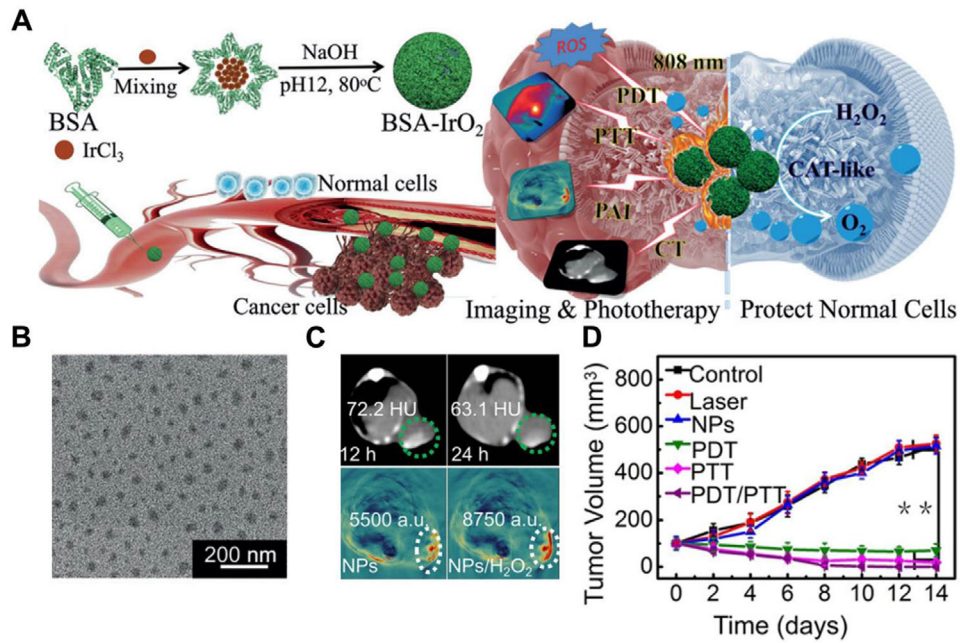 A
BSA
Mixing
NaOH
pH12, 80°C
BSA-IrO₂
IrCl₃
Normal cells
Cancer cells
ROS
808 nm
PDT
PTT
PAI
CT
H₂O₂
CAT-like
O₂
Imaging & Phototherapy
Protect Normal Cells
B
200 nm
C
72.2 HU
12 h
63.1 HU
24 h
5500 a.u.
NPs
8750 a.u.
NPs/H₂O₂
D
Tumor Volume (mm³)
800
600
400
200
0
Control
Laser
NPs
PDT
PTT
PDT/PTT
* *
0 2 4 6 8 10 12 14
Time (days)